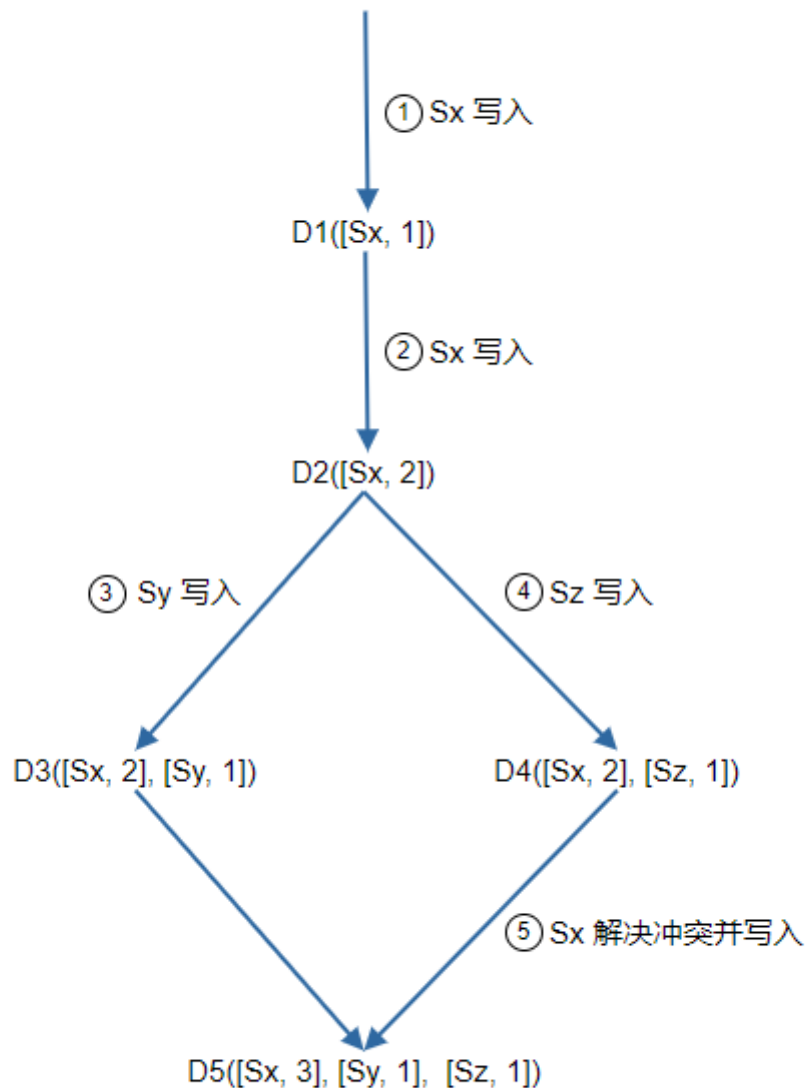 ① Sx 写入
D1([Sx, 1])
② Sx 写入
D2([Sx, 2])
③ Sy 写入
④ Sz 写入
D3([Sx, 2], [Sy, 1])
D4([Sx, 2], [Sz, 1])
⑤ Sx 解决冲突并写入
D5([Sx, 3], [Sy, 1], [Sz, 1])